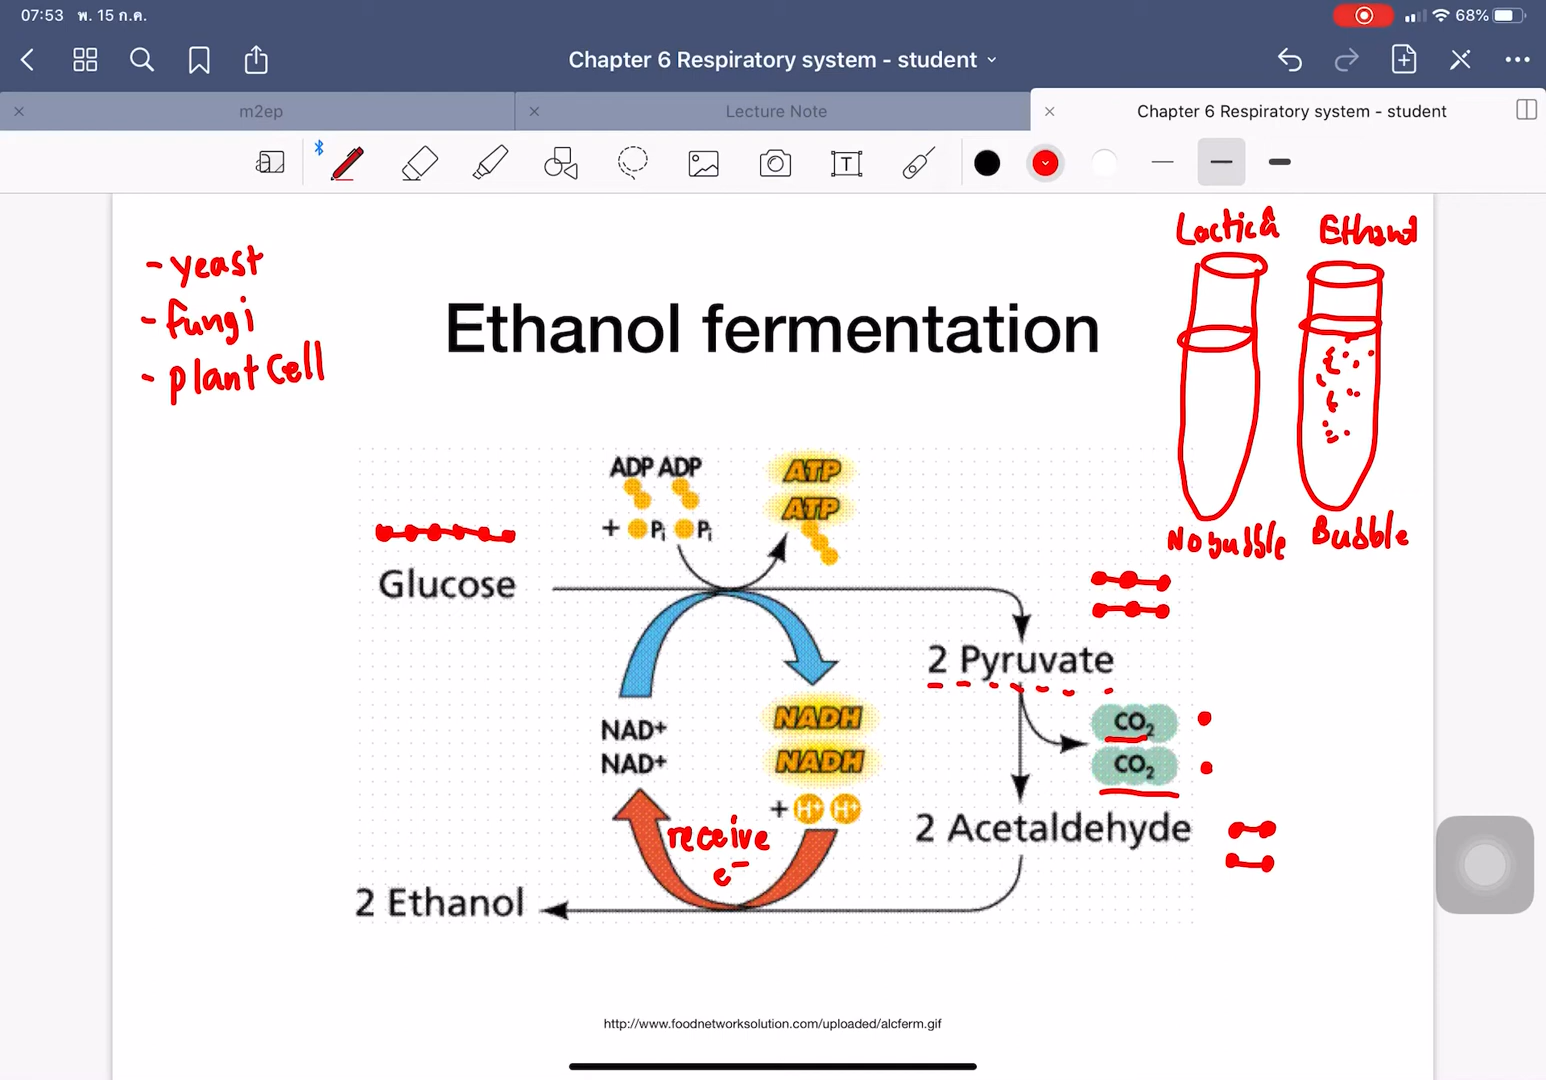 07:53 พ. 15 ก.ค.
68%
Chapter 6 Respiratory system - student
m2ep
Lecture Note
Chapter 6 Respiratory system - student
T
- yeast
- fungi
- plant cell
Ethanol fermentation
Ethanol
No bubble
Bubble
ADP ADP
+ Pi Pi
ATP
ATP
Glucose
2 Pyruvate
CO2
CO2
NAD+
NAD+
NADH
NADH
+ H+ H+
receive
e-
2 Acetaldehyde
2 Ethanol
http://www.foodnetworksolution.com/uploaded/alcferm.gif